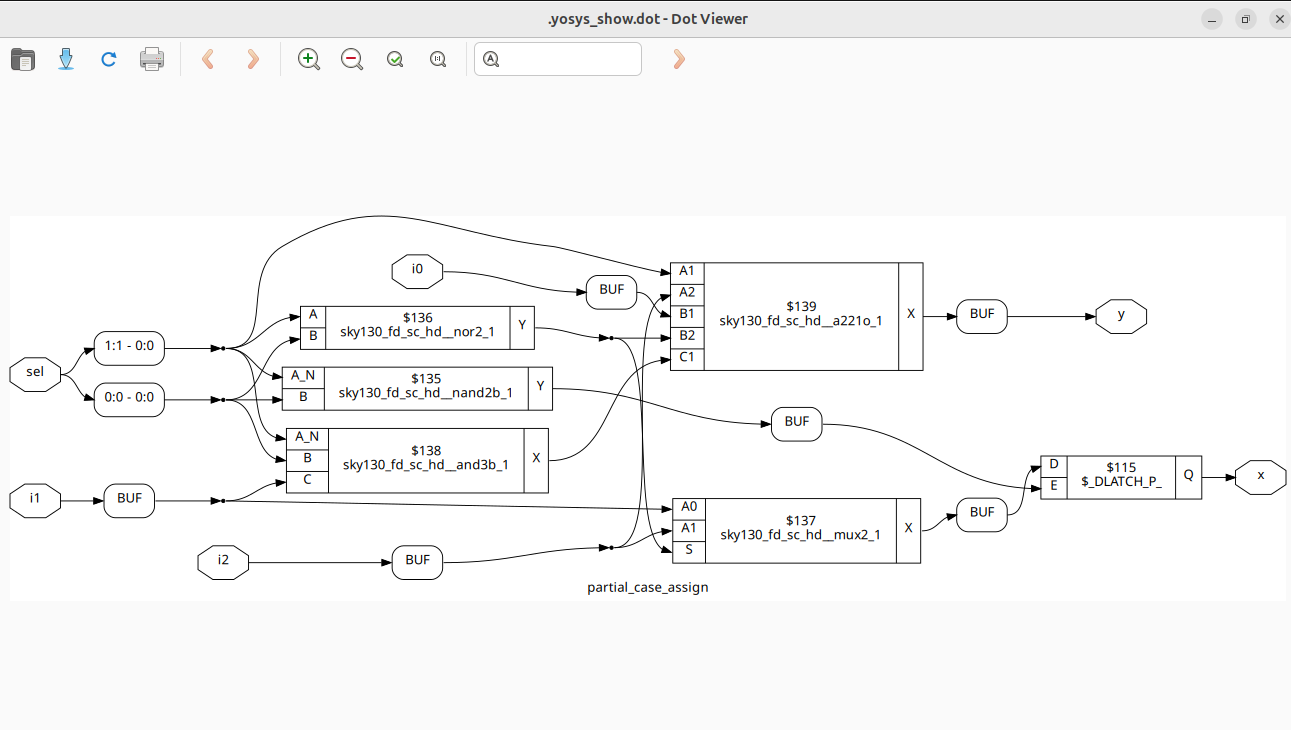 .yosys_show.dot - Dot Viewer
A
1:1
i0
BUF
A1
A2
B1
B2
C1
$139
sky130_fd_sc_hd__a221o_1
X
BUF
y
A
B
$136
sky130_fd_sc_hd__nor2_1
Y
sel
1:1 - 0:0
0:0 - 0:0
A_N
B
$135
sky130_fd_sc_hd__nand2b_1
Y
BUF
A_N
B
C
$138
sky130_fd_sc_hd__and3b_1
X
D
E
$115
$_DLATCH_P_
Q
x
i1
BUF
A0
A1
S
$137
sky130_fd_sc_hd__mux2_1
X
BUF
i2
BUF
partial_case_assign